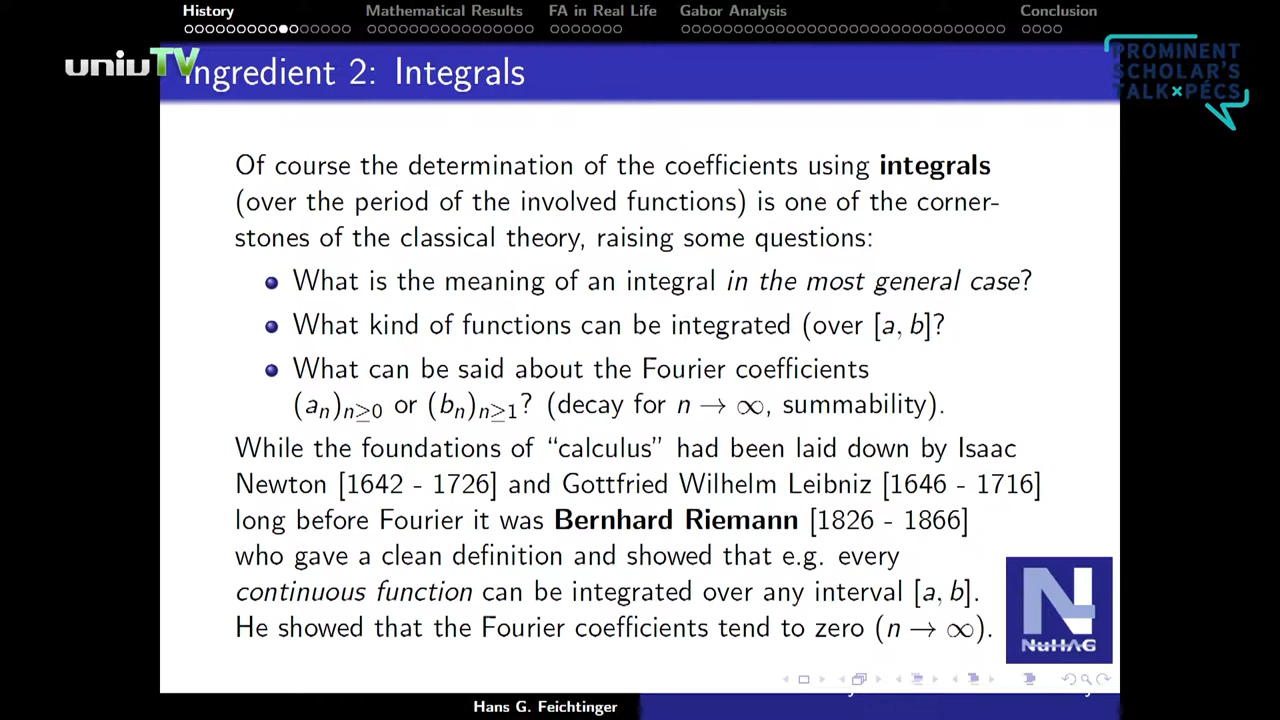 History Mathematical Results FA in Real Life Gabor Analysis Conclusion
univTV
PROMINENT
SCHOLAR'S
TALK×PÉCS
Ingredient 2: Integrals
Of course the determination of the coefficients using integrals
(over the period of the involved functions) is one of the corner-
stones of the classical theory, raising some questions:
What is the meaning of an integral in the most general case?
What kind of functions can be integrated (over [a, b]?
What can be said about the Fourier coefficients
(aₙ)ₙ≥₀ or (bₙ)ₙ≥₁? (decay for n → ∞, summability).
While the foundations of “calculus” had been laid down by Isaac
Newton [1642 - 1726] and Gottfried Wilhelm Leibniz [1646 - 1716]
long before Fourier it was Bernhard Riemann [1826 - 1866]
who gave a clean definition and showed that e.g. every
continuous function can be integrated over any interval [a, b].
He showed that the Fourier coefficients tend to zero (n → ∞).
N
NuHAG
Hans G. Feichtinger